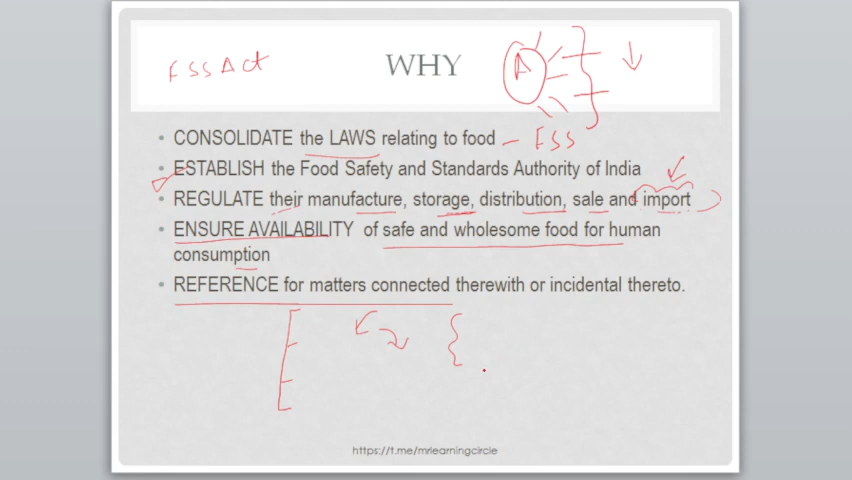 FSS Act
WHY
A
• CONSOLIDATE the LAWS relating to food - FSS
• ESTABLISH the Food Safety and Standards Authority of India
• REGULATE their manufacture, storage, distribution, sale and import
• ENSURE AVAILABILITY of safe and wholesome food for human
consumption
• REFERENCE for matters connected therewith or incidental thereto.
https://t.me/mrlearningcircle